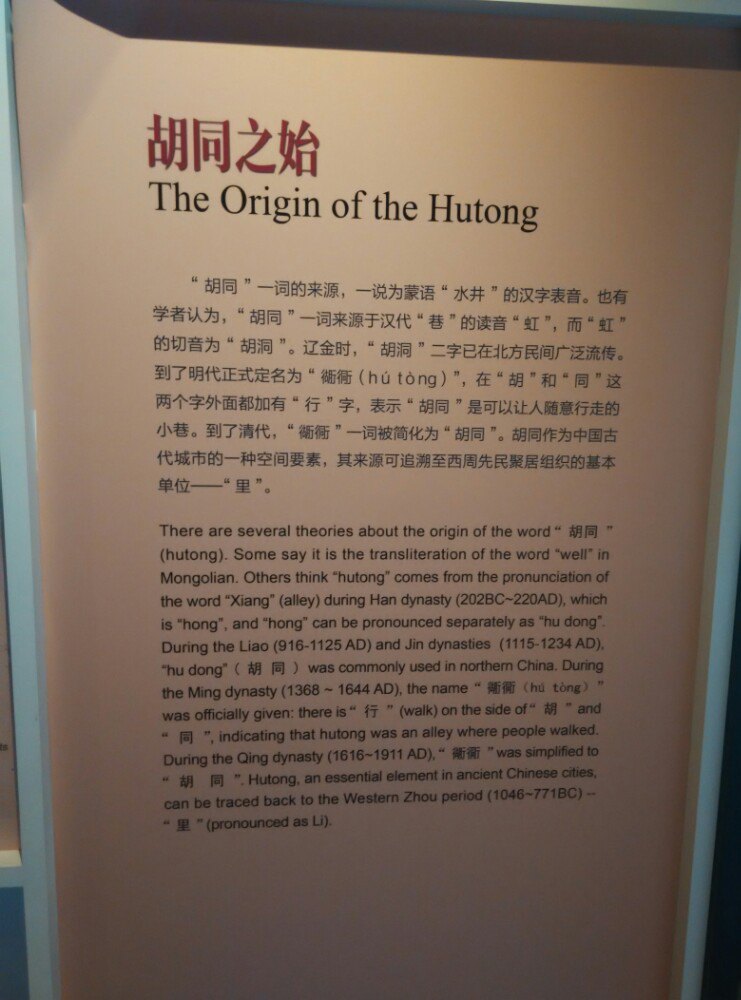 胡同之始
The Origin of the Hutong
“胡同”一词的来源，一说为蒙语“水井”的汉字表音。也有
学者认为，“胡同”一词来源于汉代“巷”的读音“虹”，而“虹”
的切音为“胡洞”。辽金时，“胡洞”二字已在北方民间广泛流传。
到了明代正式定名为“衚衕（hú tòng）”，在“胡”和“同”这
两个字外面都加有“行”字，表示“胡同”是可以让人随意行走的
小巷。到了清代，“衚衕”一词被简化为“胡同”。胡同作为中国古
代城市的一种空间要素，其来源可追溯至西周先民聚居组织的基本
单位——“里”。
There are several theories about the origin of the word “ 胡同 ”
(hutong). Some say it is the transliteration of the word “well” in
Mongolian. Others think “hutong” comes from the pronunciation of
the word “Xiang” (alley) during Han dynasty (202BC~220AD), which
is “hong”, and “hong” can be pronounced separately as “hu dong”.
During the Liao (916-1125 AD) and Jin dynasties (1115-1234 AD),
“hu dong”（ 胡 同 ）was commonly used in northern China. During
the Ming dynasty (1368 ~ 1644 AD), the name “ 衚衕（hú tòng）”
was officially given: there is “ 行 ” (walk) on the side of “ 胡 ” and
“ 同 ”, indicating that hutong was an alley where people walked.
During the Qing dynasty (1616~1911 AD), “ 衚衕 ” was simplified to
“ 胡 同 ”. Hutong, an essential element in ancient Chinese cities,
can be traced back to the Western Zhou period (1046~771BC) --
“ 里 ” (pronounced as Li).
ts